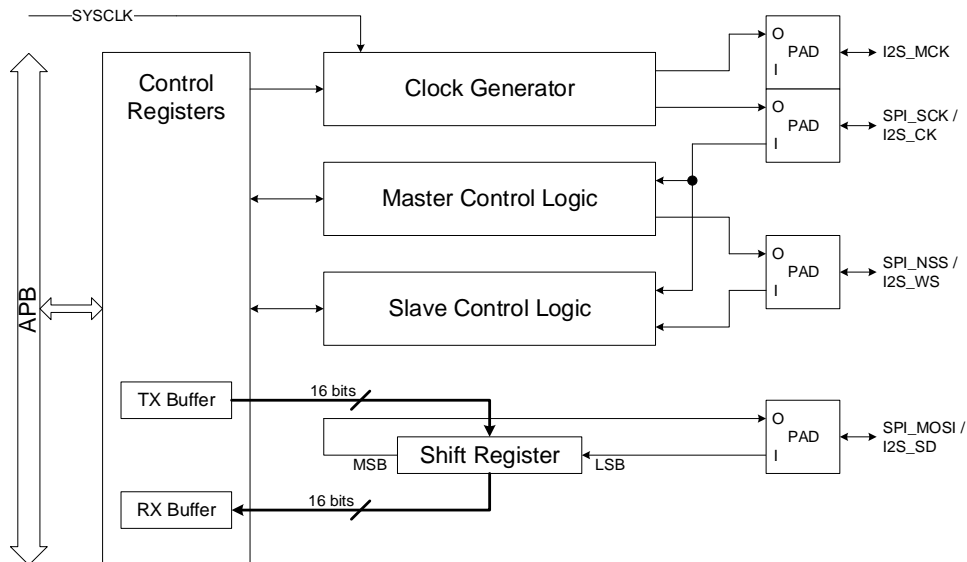 SYSCLK
APB
Control
Registers
Clock Generator
O
PAD
I
I2S_MCK
O
PAD
I
SPI_SCK /
I2S_CK
Master Control Logic
O
PAD
I
SPI_NSS /
I2S_WS
Slave Control Logic
TX Buffer
16 bits
O
PAD
I
SPI_MOSI /
I2S_SD
MSB
Shift Register
LSB
RX Buffer
16 bits